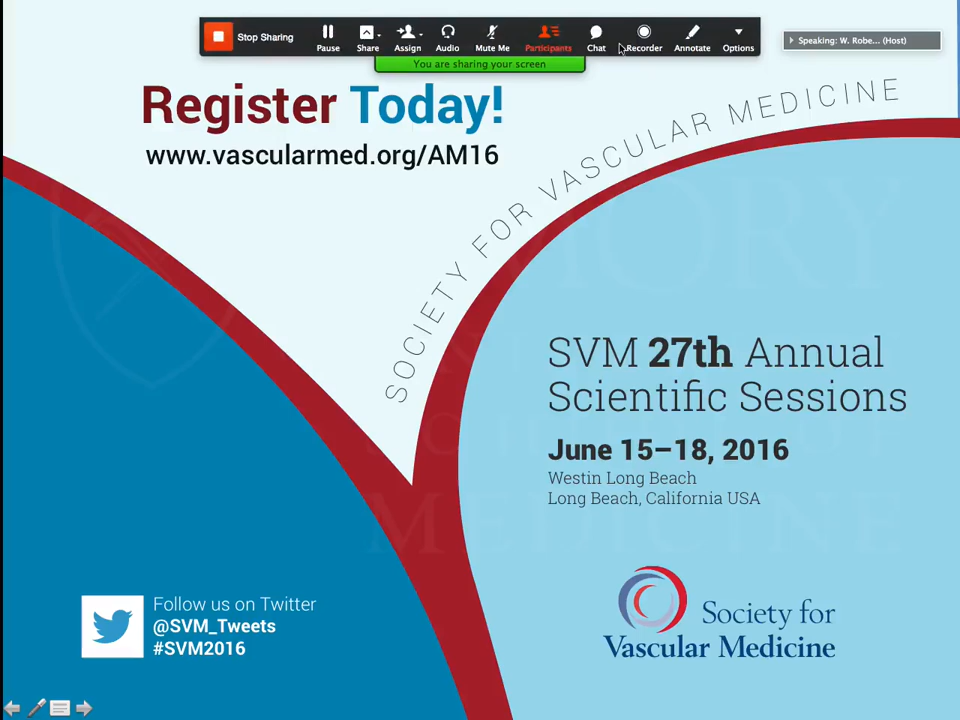 Stop Sharing
Pause
Share
Assign
Audio
Mute Me
Participants
Chat
Recorder
Annotate
Options
Speaking: W. Robe... (Host)
You are sharing your screen
Register Today!
www.vascularmed.org/AM16
SOCIETY FOR VASCULAR MEDICINE
SVM 27th Annual
Scientific Sessions
June 15–18, 2016
Westin Long Beach
Long Beach, California USA
Follow us on Twitter
@SVM_Tweets
#SVM2016
Society for
Vascular Medicine